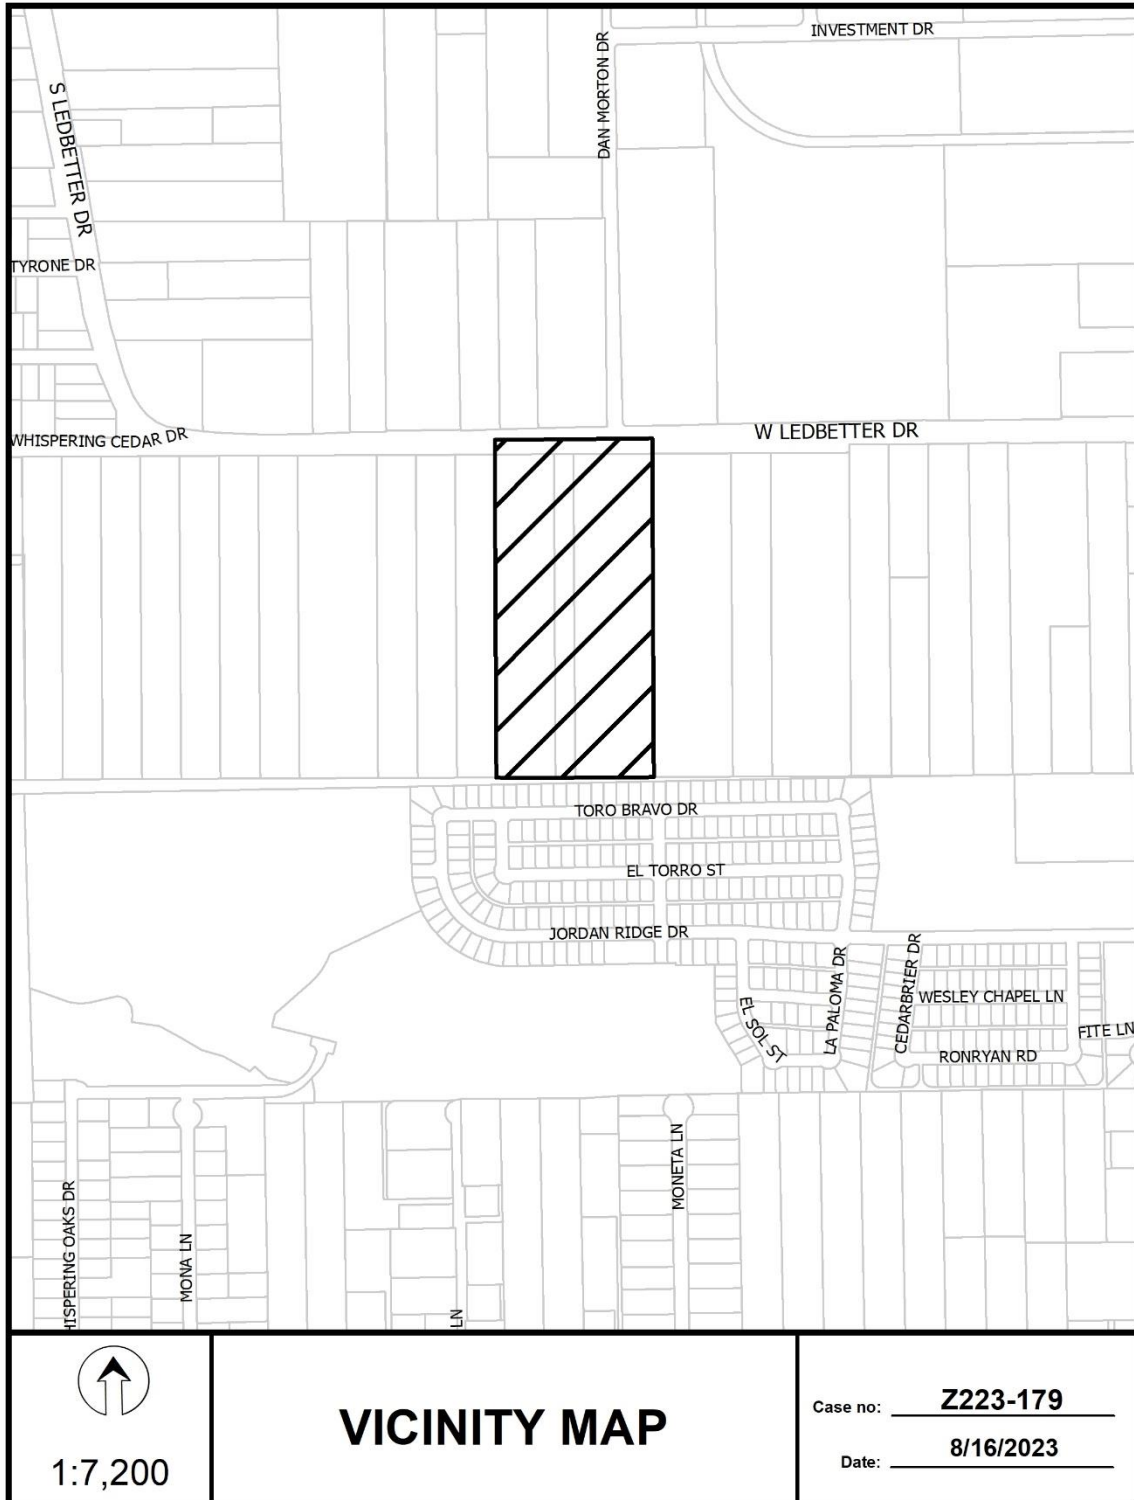 INVESTMENT DR
DAN MORTON DR
S LEDBETTER DR
TYRONE DR
WHISPERING CEDAR DR
W LEDBETTER DR
TORO BRAVO DR
EL TORRO ST
JORDAN RIDGE DR
LA PALOMA DR
CEDARBRIER DR
WESLEY CHAPEL LN
EL SOL ST
FITE LN
RONRYAN RD
MONETA LN
HISPERING OAKS DR
MONA LN
LN
1:7,200
VICINITY MAP
Case no: Z223-179
Date: 8/16/2023